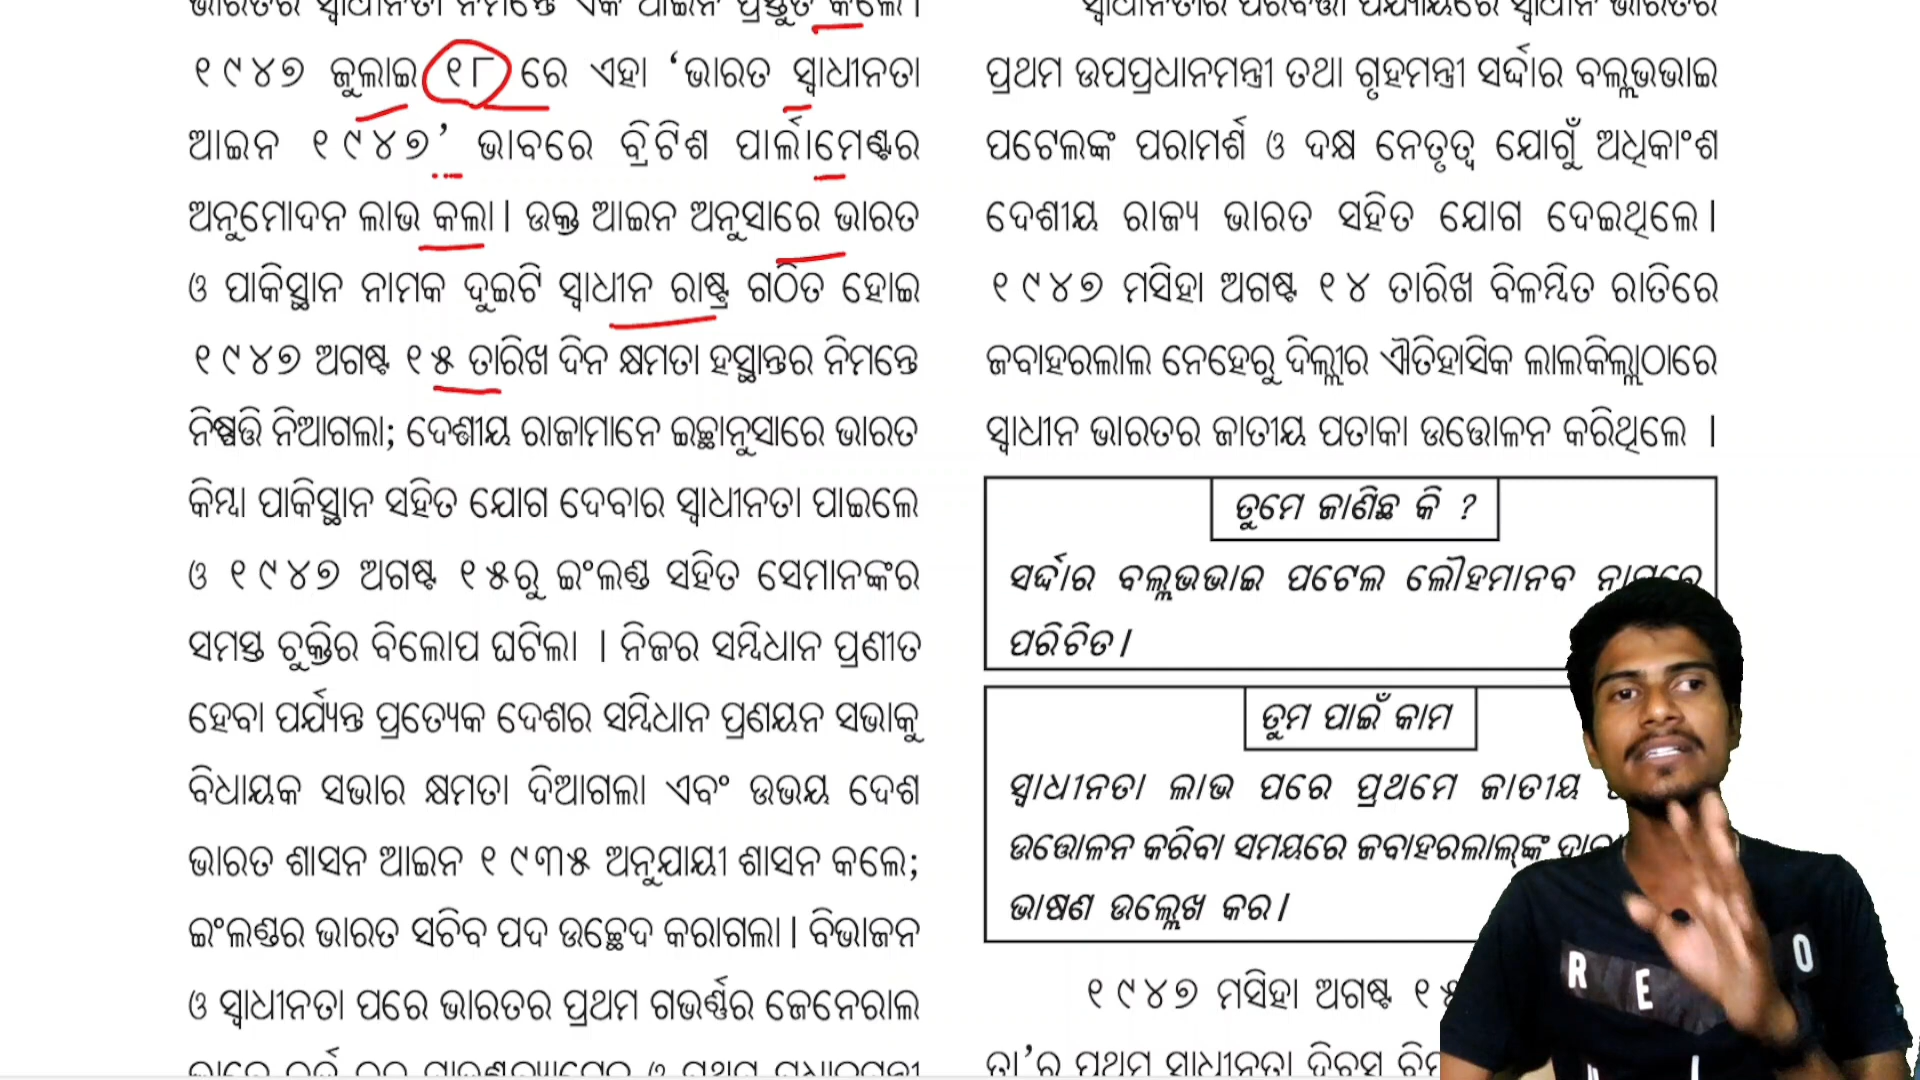 ୧୯୪୭ ଜୁଲାଇ ୧୮ ରେ ଏହା ‘ଭାରତ ସ୍ୱାଧୀନତା
ଆଇନ ୧୯୪୭’ ଭାବରେ ବ୍ରିଟିଶ ପାର୍ଲାମେଣ୍ଟର
ଅନୁମୋଦନ ଲାଭ କଲା। ଉକ୍ତ ଆଇନ ଅନୁସାରେ ଭାରତ
ଓ ପାକିସ୍ଥାନ ନାମକ ଦୁଇଟି ସ୍ୱାଧୀନ ରାଷ୍ଟ୍ର ଗଠିତ ହୋଇ
୧୯୪୭ ଅଗଷ୍ଟ ୧୫ ତାରିଖ ଦିନ କ୍ଷମତା ହସ୍ତାନ୍ତର ନିମନ୍ତେ
ନିଷ୍ପତ୍ତି ନିଆଗଲା; ଦେଶୀୟ ରାଜାମାନେ ଇଚ୍ଛାନୁସାରେ ଭାରତ
କିମ୍ବା ପାକିସ୍ଥାନ ସହିତ ଯୋଗ ଦେବାର ସ୍ୱାଧୀନତା ପାଇଲେ
ଓ ୧୯୪୭ ଅଗଷ୍ଟ ୧୫ରୁ ଇଂଲଣ୍ଡ ସହିତ ସେମାନଙ୍କର
ସମସ୍ତ ଚୁକ୍ତିର ବିଲୋପ ଘଟିଲା । ନିଜର ସମ୍ବିଧାନ ପ୍ରଣୀତ
ହେବା ପର୍ଯ୍ୟନ୍ତ ପ୍ରତ୍ୟେକ ଦେଶର ସମ୍ବିଧାନ ପ୍ରଣୟନ ସଭାକୁ
ବିଧାୟକ ସଭାର କ୍ଷମତା ଦିଆଗଲା ଏବଂ ଉଭୟ ଦେଶ
ଭାରତ ଶାସନ ଆଇନ ୧୯୩୫ ଅନୁଯାୟୀ ଶାସନ କଲେ;
ଇଂଲଣ୍ଡର ଭାରତ ସଚିବ ପଦ ଉଚ୍ଛେଦ କରାଗଲା। ବିଭାଜନ
ଓ ସ୍ୱାଧୀନତା ପରେ ଭାରତର ପ୍ରଥମ ଗଭର୍ଣ୍ଣର ଜେନେରାଲ
ପ୍ରଥମ ଉପପ୍ରଧାନମନ୍ତ୍ରୀ ତଥା ଗୃହମନ୍ତ୍ରୀ ସର୍ଦ୍ଦାର ବଲ୍ଲଭଭାଇ
ପଟେଲଙ୍କ ପରାମର୍ଶ ଓ ଦକ୍ଷ ନେତୃତ୍ୱ ଯୋଗୁଁ ଅଧିକାଂଶ
ଦେଶୀୟ ରାଜ୍ୟ ଭାରତ ସହିତ ଯୋଗ ଦେଇଥିଲେ।
୧୯୪୭ ମସିହା ଅଗଷ୍ଟ ୧୪ ତାରିଖ ବିଳମ୍ବିତ ରାତିରେ
ଜବାହରଲାଲ ନେହେରୁ ଦିଲ୍ଲୀର ଐତିହାସିକ ଲାଲକିଲ୍ଲାଠାରେ
ସ୍ୱାଧୀନ ଭାରତର ଜାତୀୟ ପତାକା ଉତ୍ତୋଳନ କରିଥିଲେ ।
ତୁମେ ଜାଣିଛ କି ?
ସର୍ଦ୍ଦାର ବଲ୍ଲଭଭାଇ ପଟେଲ ଲୌହମାନବ ନାମରେ
ପରିଚିତ।
ତୁମ ପାଇଁ କାମ
ସ୍ୱାଧୀନତା ଲାଭ ପରେ ପ୍ରଥମେ ଜାତୀୟ
ଉତ୍ତୋଳନ କରିବା ସମୟରେ ଜବାହରଲାଲ୍‌ଙ୍କ
ଭାଷଣ ଉଲ୍ଲେଖ କର।
୧୯୪୭ ମସିହା ଅଗଷ୍ଟ
R E O